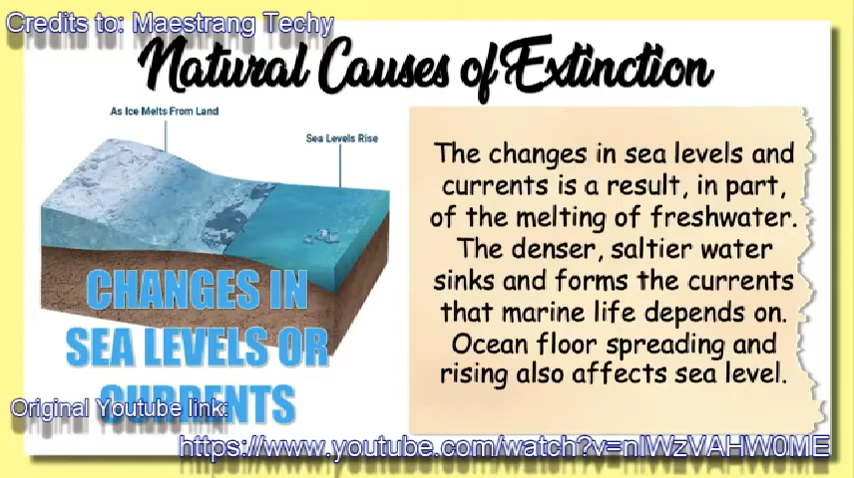 Credits to: Maestrang Techy
Natural Causes of Extinction
As Ice Melts From Land
Sea Levels Rise
The changes in sea levels and
currents is a result, in part,
of the melting of freshwater.
The denser, saltier water
sinks and forms the currents
that marine life depends on.
Ocean floor spreading and
rising also affects sea level.
CHANGES IN
SEA LEVELS OR
CURRENTS
Original Youtube link:
https://www.youtube.com/watch?v=nIWzVAHW0ME